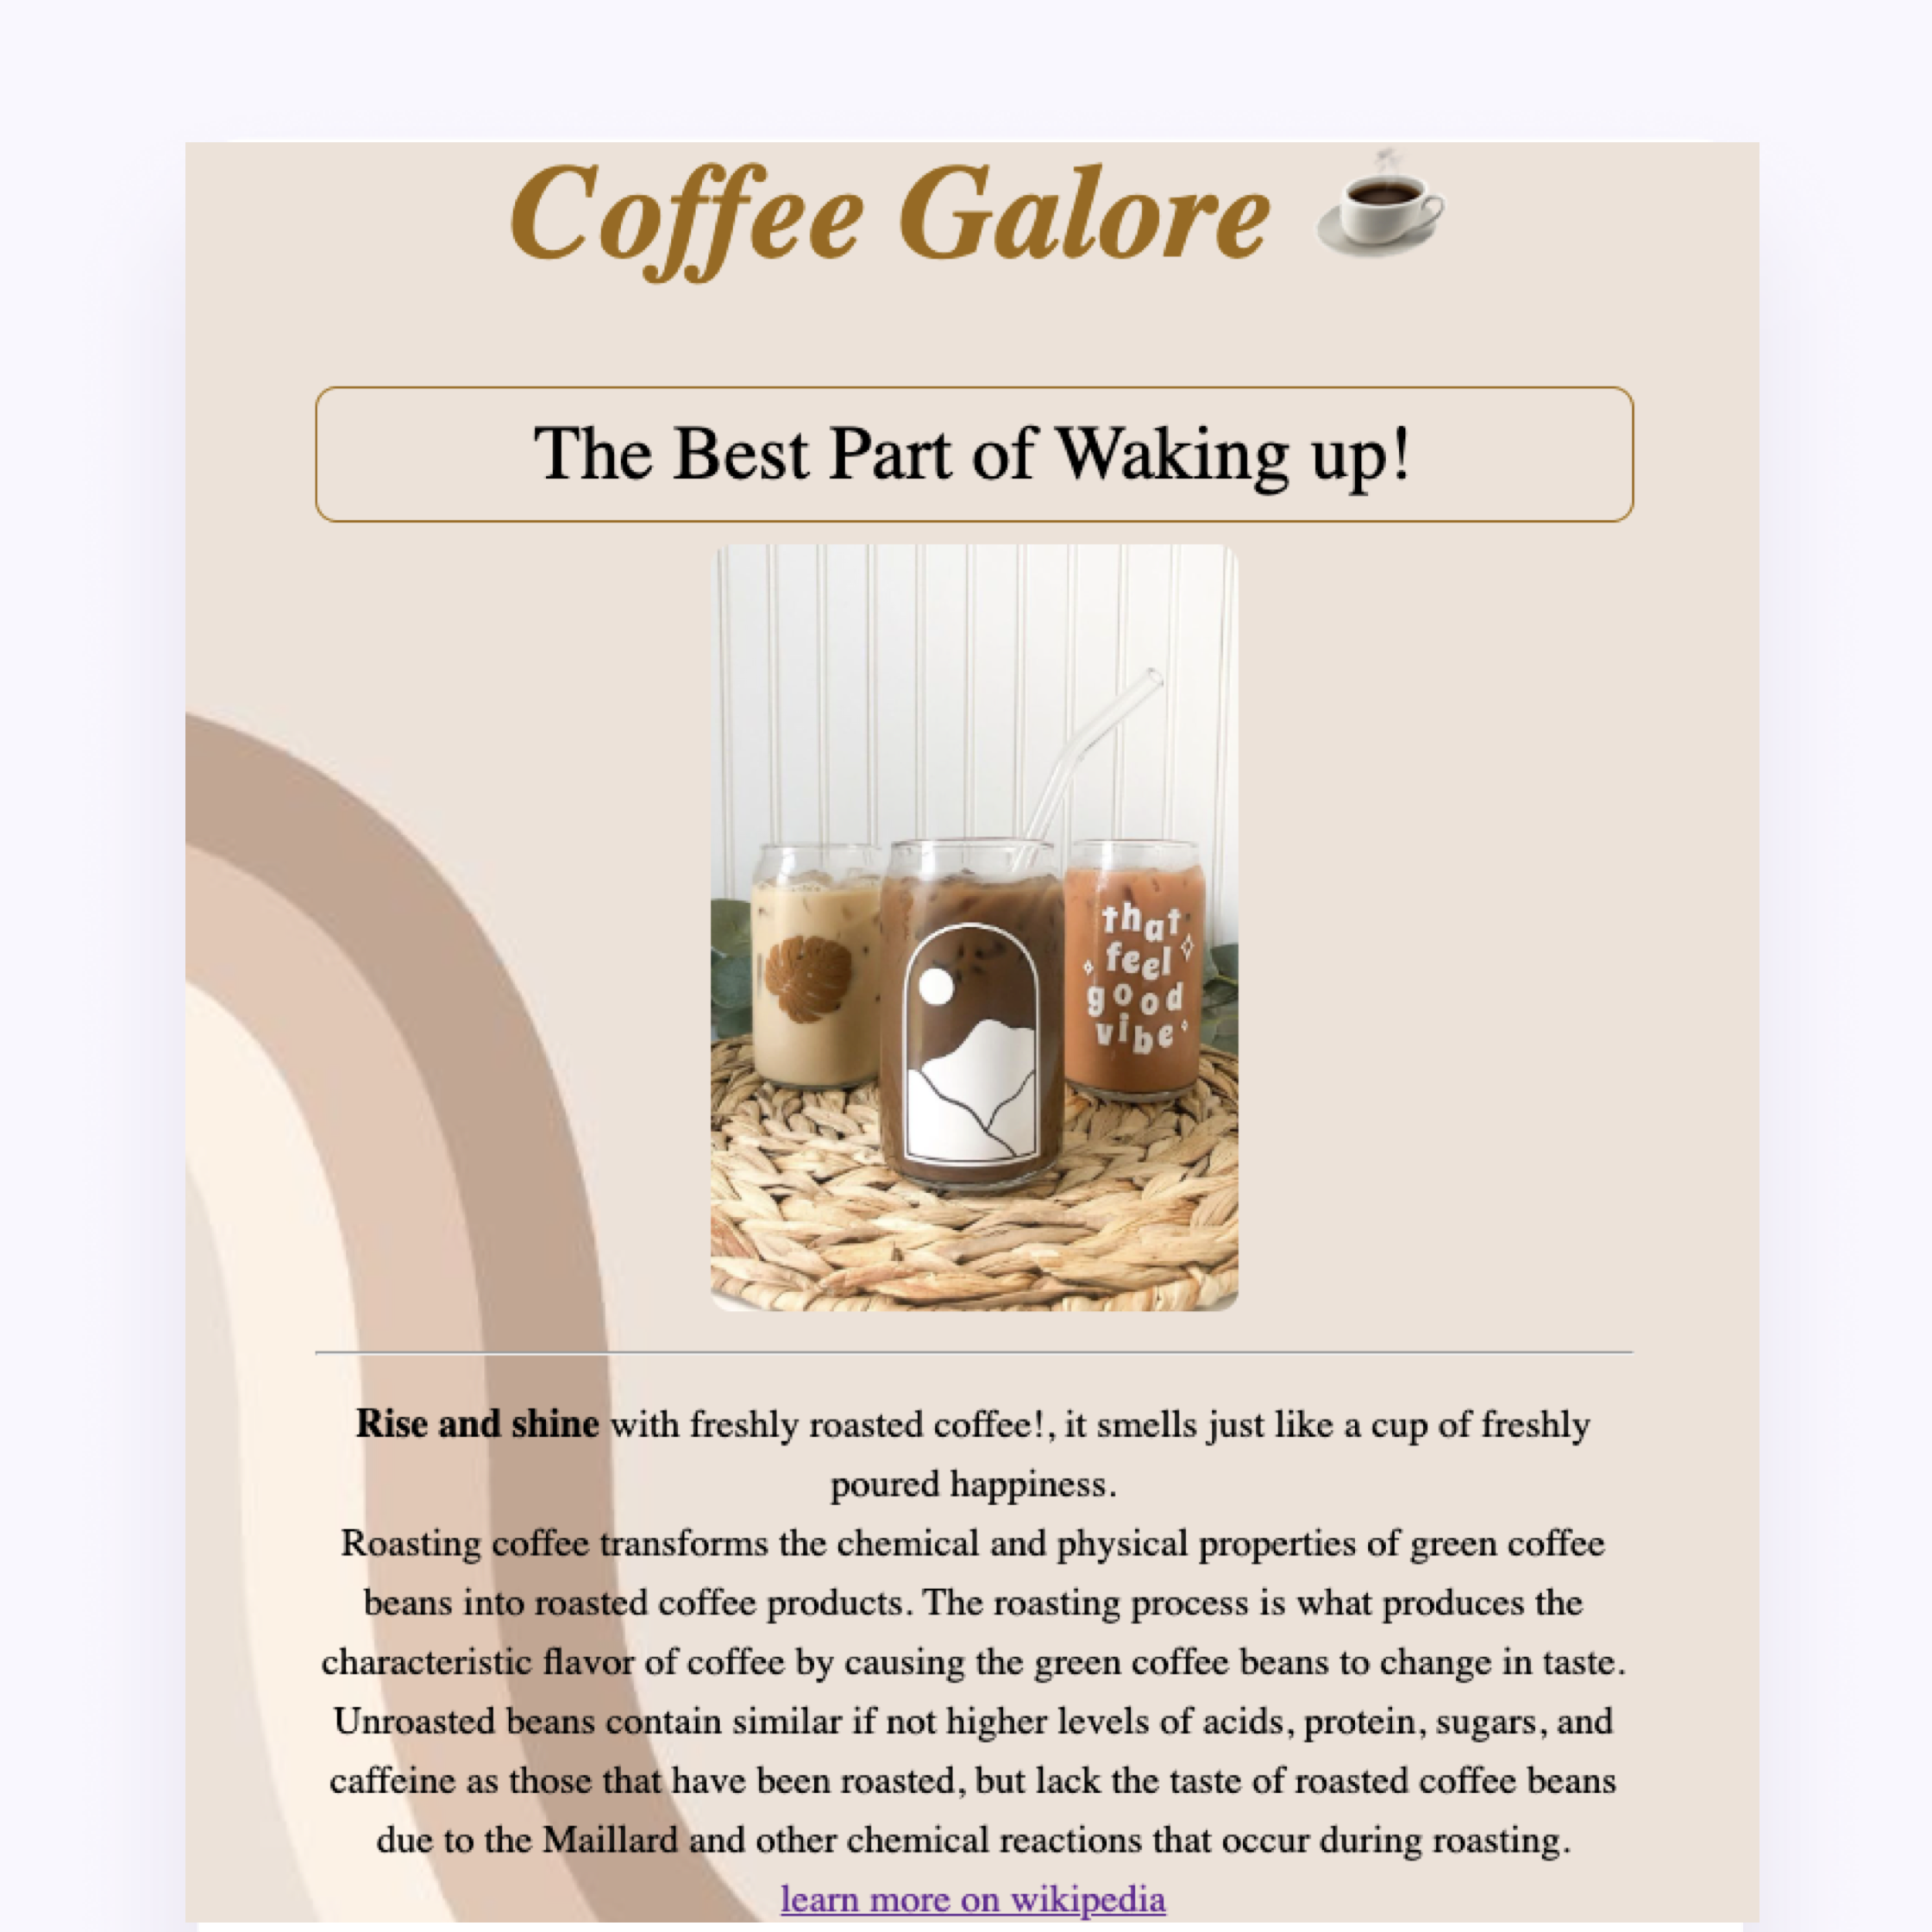 Coffee Galore
The Best Part of Waking up!
that
feel
good
vibe
Rise and shine with freshly roasted coffee!, it smells just like a cup of freshly
poured happiness.
Roasting coffee transforms the chemical and physical properties of green coffee
beans into roasted coffee products. The roasting process is what produces the
characteristic flavor of coffee by causing the green coffee beans to change in taste.
Unroasted beans contain similar if not higher levels of acids, protein, sugars, and
caffeine as those that have been roasted, but lack the taste of roasted coffee beans
due to the Maillard and other chemical reactions that occur during roasting.
learn more on wikipedia